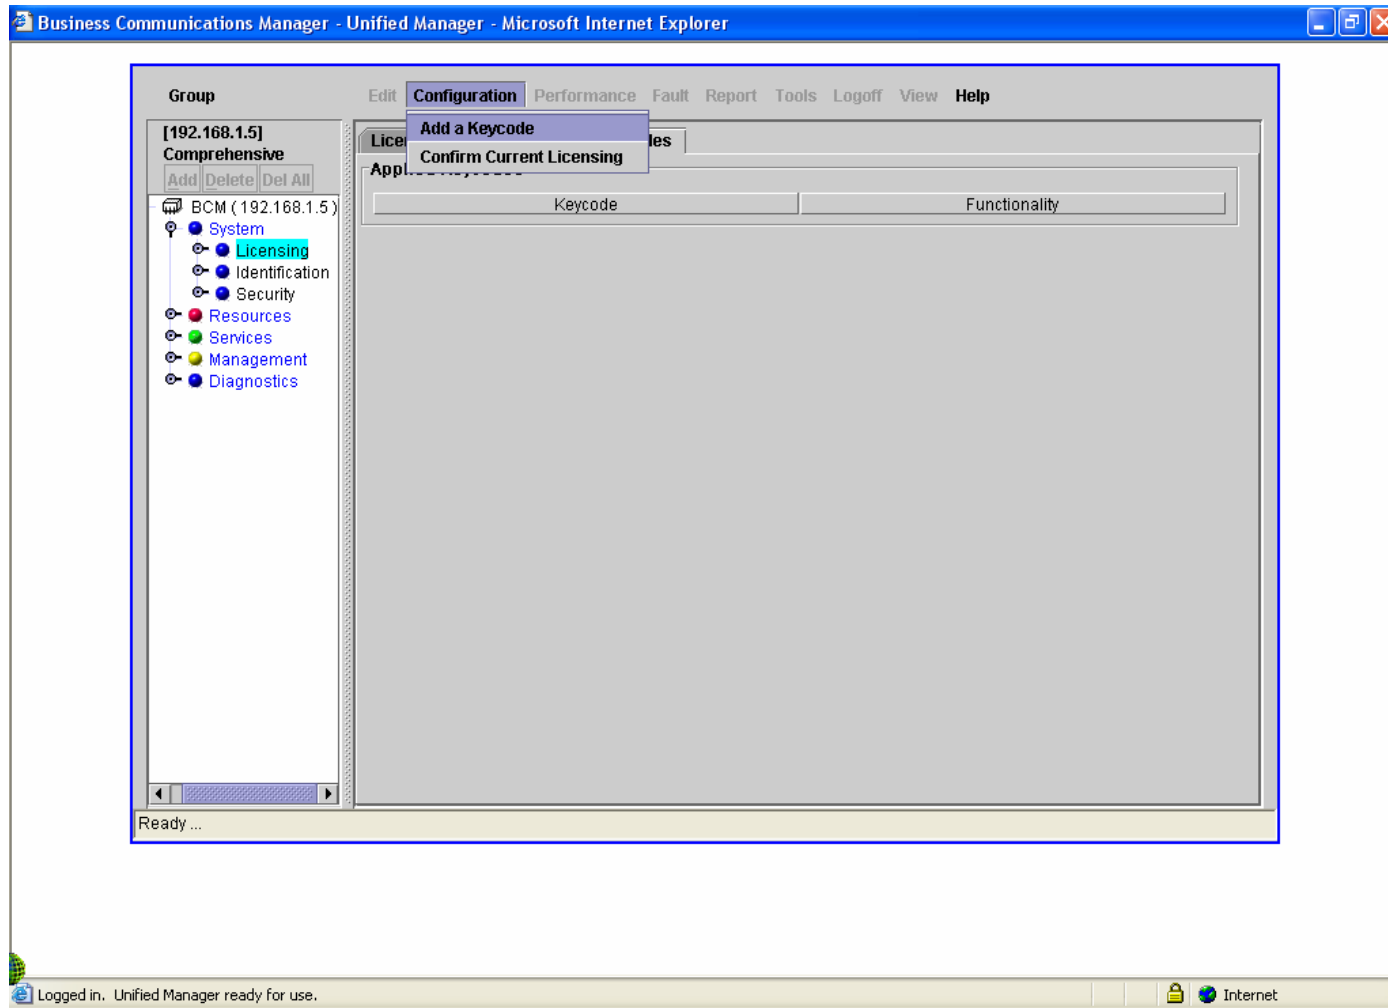 Business Communications Manager - Unified Manager - Microsoft Internet Explorer
Group
Edit Configuration Performance Fault Report Tools Logoff View Help
Add a Keycode
Confirm Current Licensing
[192.168.1.5]
Comprehensive
Add Delete Del All
BCM ( 192.168.1.5 )
System
Licensing
Identification
Security
Resources
Services
Management
Diagnostics
Keycode Functionality
Ready ...
Logged in. Unified Manager ready for use.
Internet